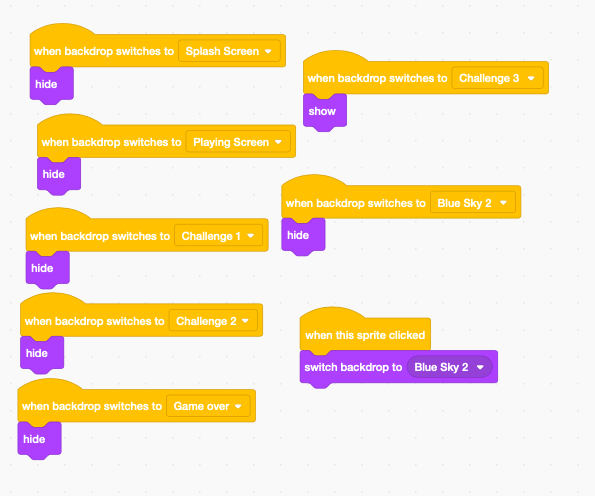 when backdrop switches to Splash Screen
hide
when backdrop switches to Playing Screen
hide
when backdrop switches to Challenge 1
hide
when backdrop switches to Challenge 2
hide
when backdrop switches to Game over
hide
when backdrop switches to Challenge 3
show
when backdrop switches to Blue Sky 2
hide
when this sprite clicked
switch backdrop to Blue Sky 2